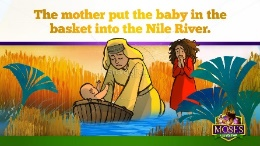 The mother put the baby in the
basket into the Nile River.
MOSES